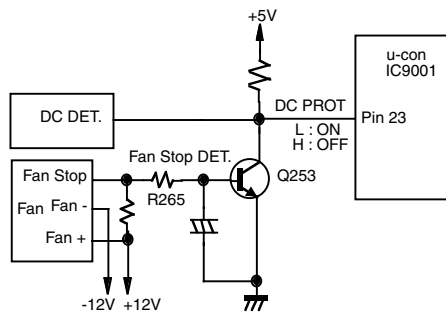 +5V
u-con
IC9001
DC DET.
DC PROT
Pin 23
L : ON
H : OFF
Fan Stop DET.
Fan Stop
Q253
R265
Fan
Fan -
Fan +
-12V
+12V